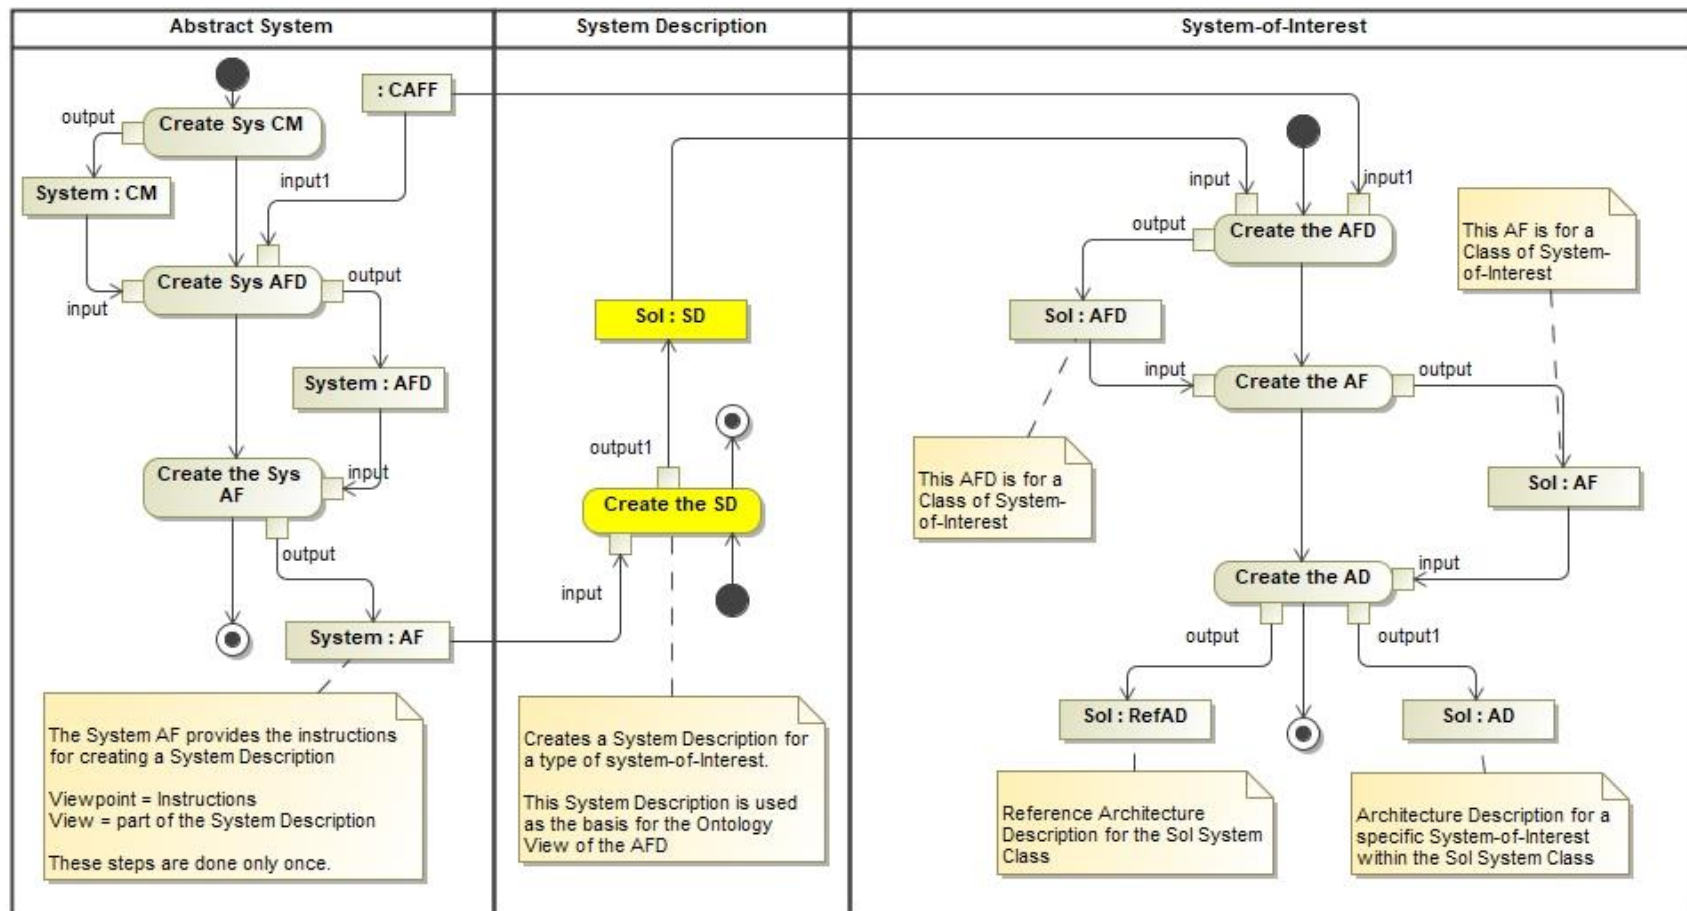 Abstract System
System Description
System-of-Interest
: CAFF
output
Create Sys CM
System : CM
input1
input
Create Sys AFD
output
System : AFD
Create the Sys
AF
input
output
System : AF
The System AF provides the instructions
for creating a System Description
Viewpoint = Instructions
View = part of the System Description
These steps are done only once.
SoI : SD
output1
Create the SD
input
Creates a System Description for
a type of system-of-Interest.
This System Description is used
as the basis for the Ontology
View of the AFD
input
input1
output
Create the AFD
This AF is for a
Class of System-
of-Interest
SoI : AFD
input
Create the AF
output
This AFD is for a
Class of System-
of-Interest
SoI : AF
Create the AD
input
output
output1
SoI : RefAD
SoI : AD
Reference Architecture
Description for the SoI System
Class
Architecture Description for a
specific System-of-Interest
within the SoI System Class